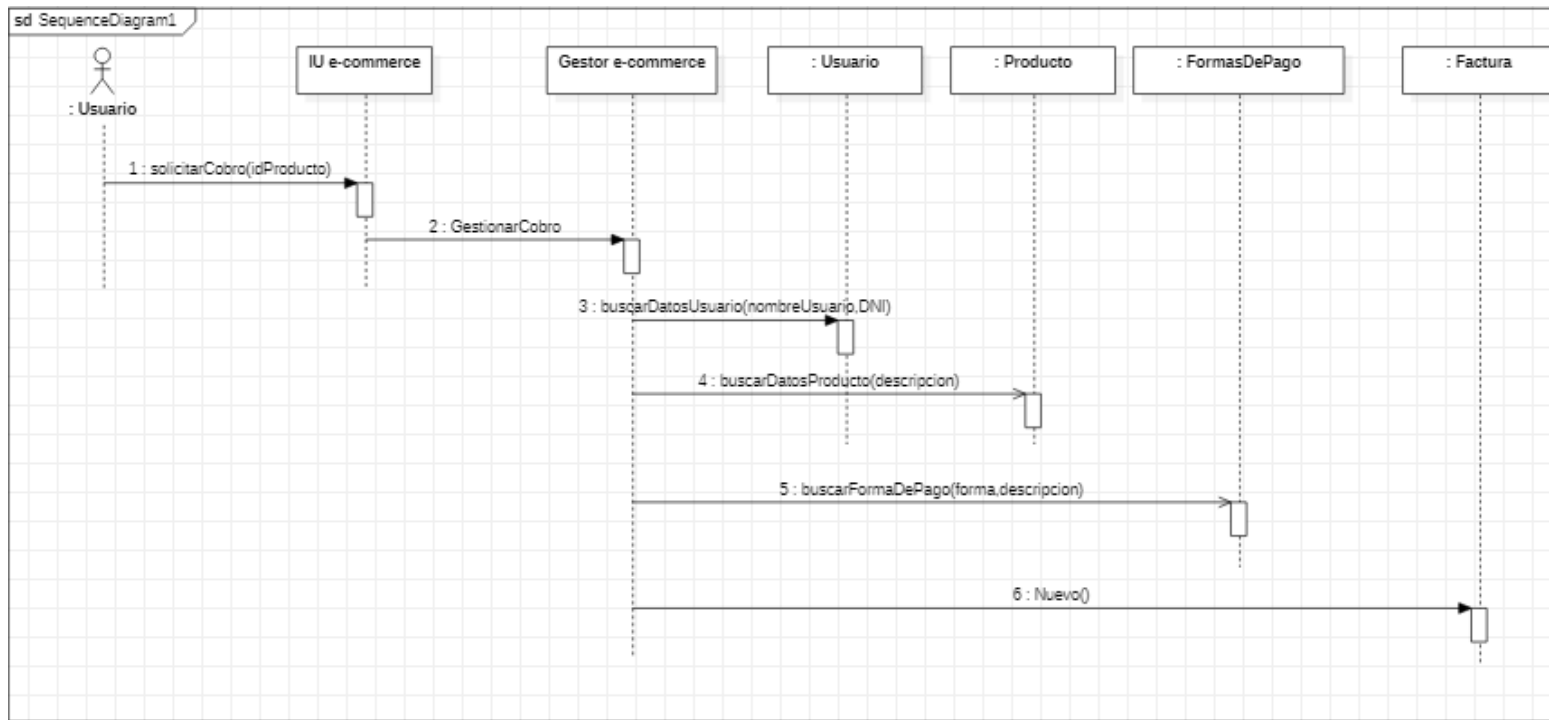 sd SequenceDiagram1
IU e-commerce
Gestor e-commerce
: Usuario
: Producto
: FormasDePago
: Factura
: Usuario
1 : solicitarCobro(idProducto)
2 : GestionarCobro
3 : buscarDatosUsuario(nombreUsuario,DNI)
4 : buscarDatosProducto(descripcion)
5 : buscarFormaDePago(forma,descripcion)
6 : Nuevo()